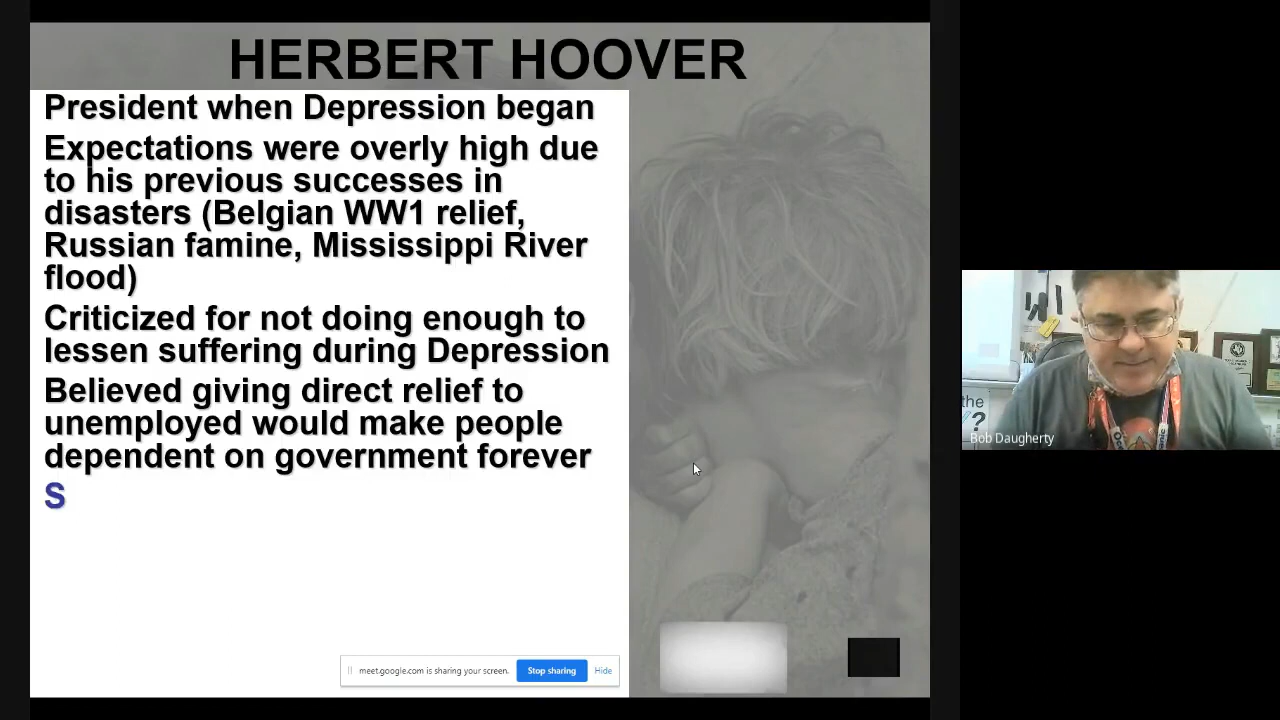 HERBERT HOOVER
President when Depression began
Expectations were overly high due
to his previous successes in
disasters (Belgian WW1 relief,
Russian famine, Mississippi River
flood)
Criticized for not doing enough to
lessen suffering during Depression
Believed giving direct relief to
unemployed would make people
dependent on government forever
S
meet.google.com is sharing your screen.
Stop sharing
Hide
the
?
Bob Daugherty